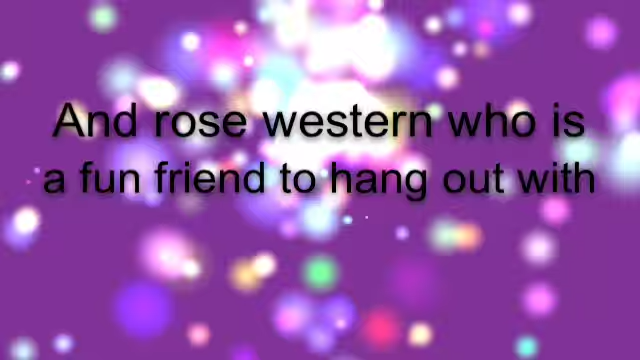 And rose western who is
a fun friend to hang out with